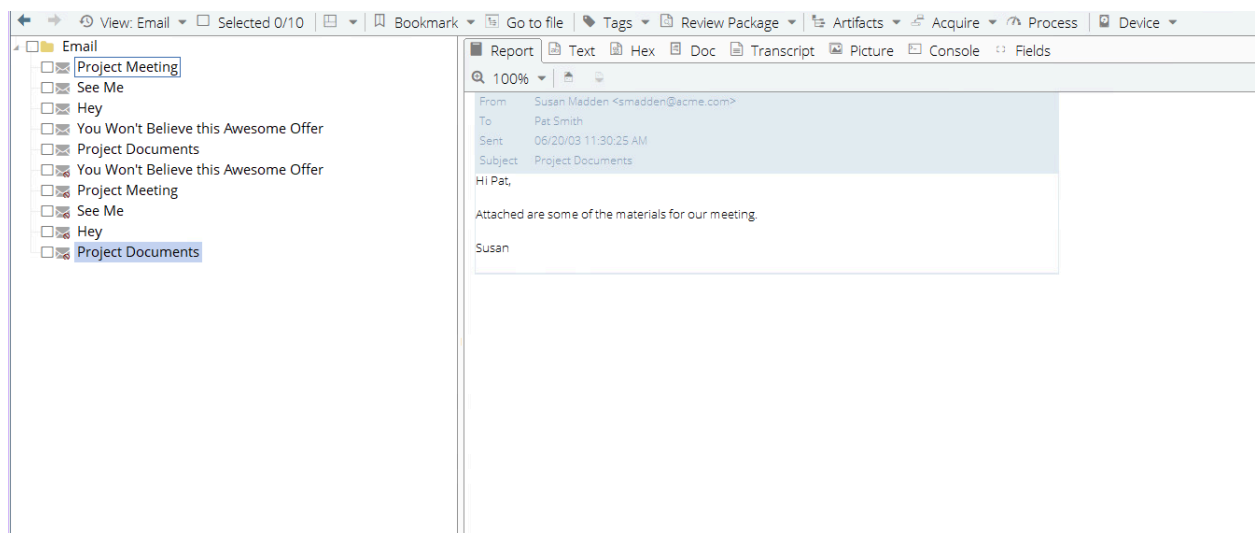 View: Email Selected 0/10 Bookmark Go to file Tags Review Package Artifacts Acquire Process Device
Email
Project Meeting
See Me
Hey
You Won't Believe this Awesome Offer
Project Documents
You Won't Believe this Awesome Offer
Project Meeting
See Me
Hey
Project Documents
Report Text Hex Doc Transcript Picture Console Fields
100%
From Susan Madden <smadden@acme.com>
To Pat Smith
Sent 06/20/03 11:30:25 AM
Subject Project Documents
Hi Pat,
Attached are some of the materials for our meeting.
Susan